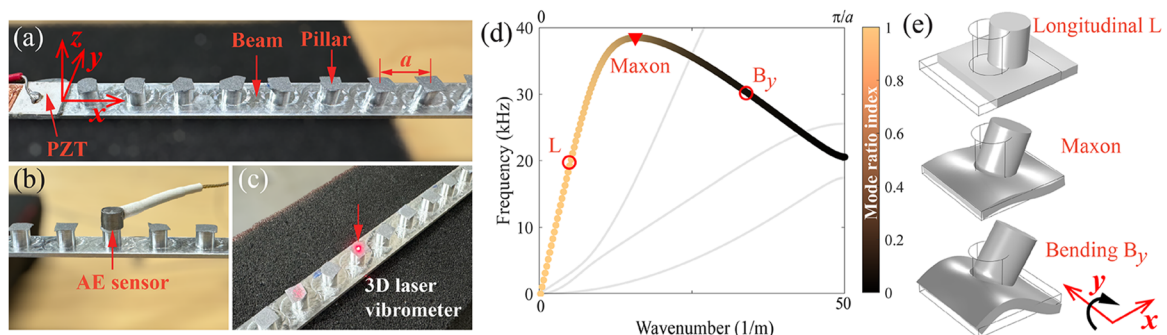 (a)
z
y
x
Beam
Pillar
a
PZT
(b)
AE sensor
(c)
3D laser
vibrometer
(d)
0
π/a
40
30
20
10
0
Frequency (kHz)
L
Maxon
By
0
50
Wavenumber (1/m)
1
0.8
0.6
0.4
0.2
0
Mode ratio index
(e)
Longitudinal L
Maxon
Bending By
y
x